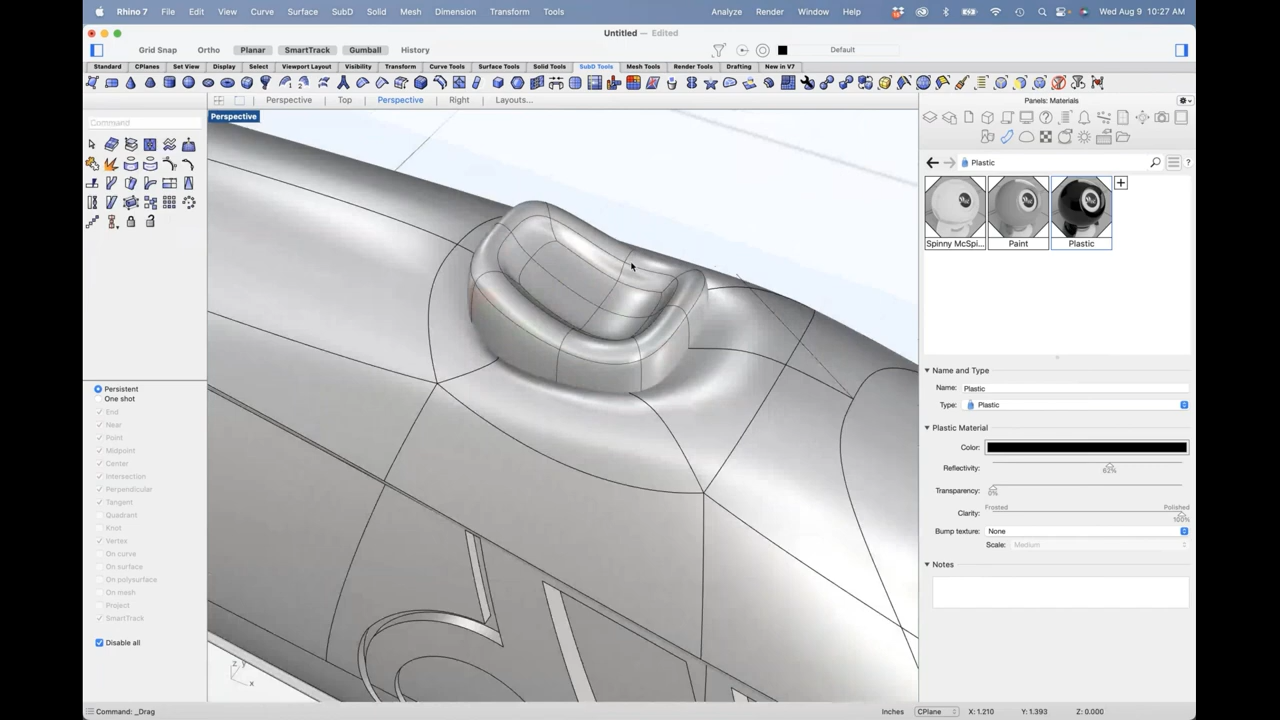 Rhino 7 File Edit View Curve Surface SubD Solid Mesh Dimension Transform Tools Analyze Render Window Help Wed Aug 9 10:27 AM
Untitled — Edited
Grid Snap Ortho Planar SmartTrack Gumball History Default
Standard CPlanes Set View Display Select Viewport Layout Visibility Transform Curve Tools Surface Tools Solid Tools SubD Tools Mesh Tools Render Tools Drafting New in V7
Perspective Top Perspective Right Layouts...
Panels: Materials
Perspective
Command
Plastic
Spinny McSpi... Paint Plastic
Name and Type
Name: Plastic
Type: Plastic
Plastic Material
Color:
Reflectivity:
62%
Transparency:
0%
Clarity: Frosted Polished
100%
Bump texture: None
Scale: Medium
Notes
Persistent
One shot
End
Near
Point
Midpoint
Center
Intersection
Perpendicular
Tangent
Quadrant
Knot
Vertex
On curve
On surface
On polysurface
On mesh
Project
SmartTrack
Disable all
z y
x
Command: _Drag Inches CPlane X: 1.210 Y: 1.393 Z: 0.000